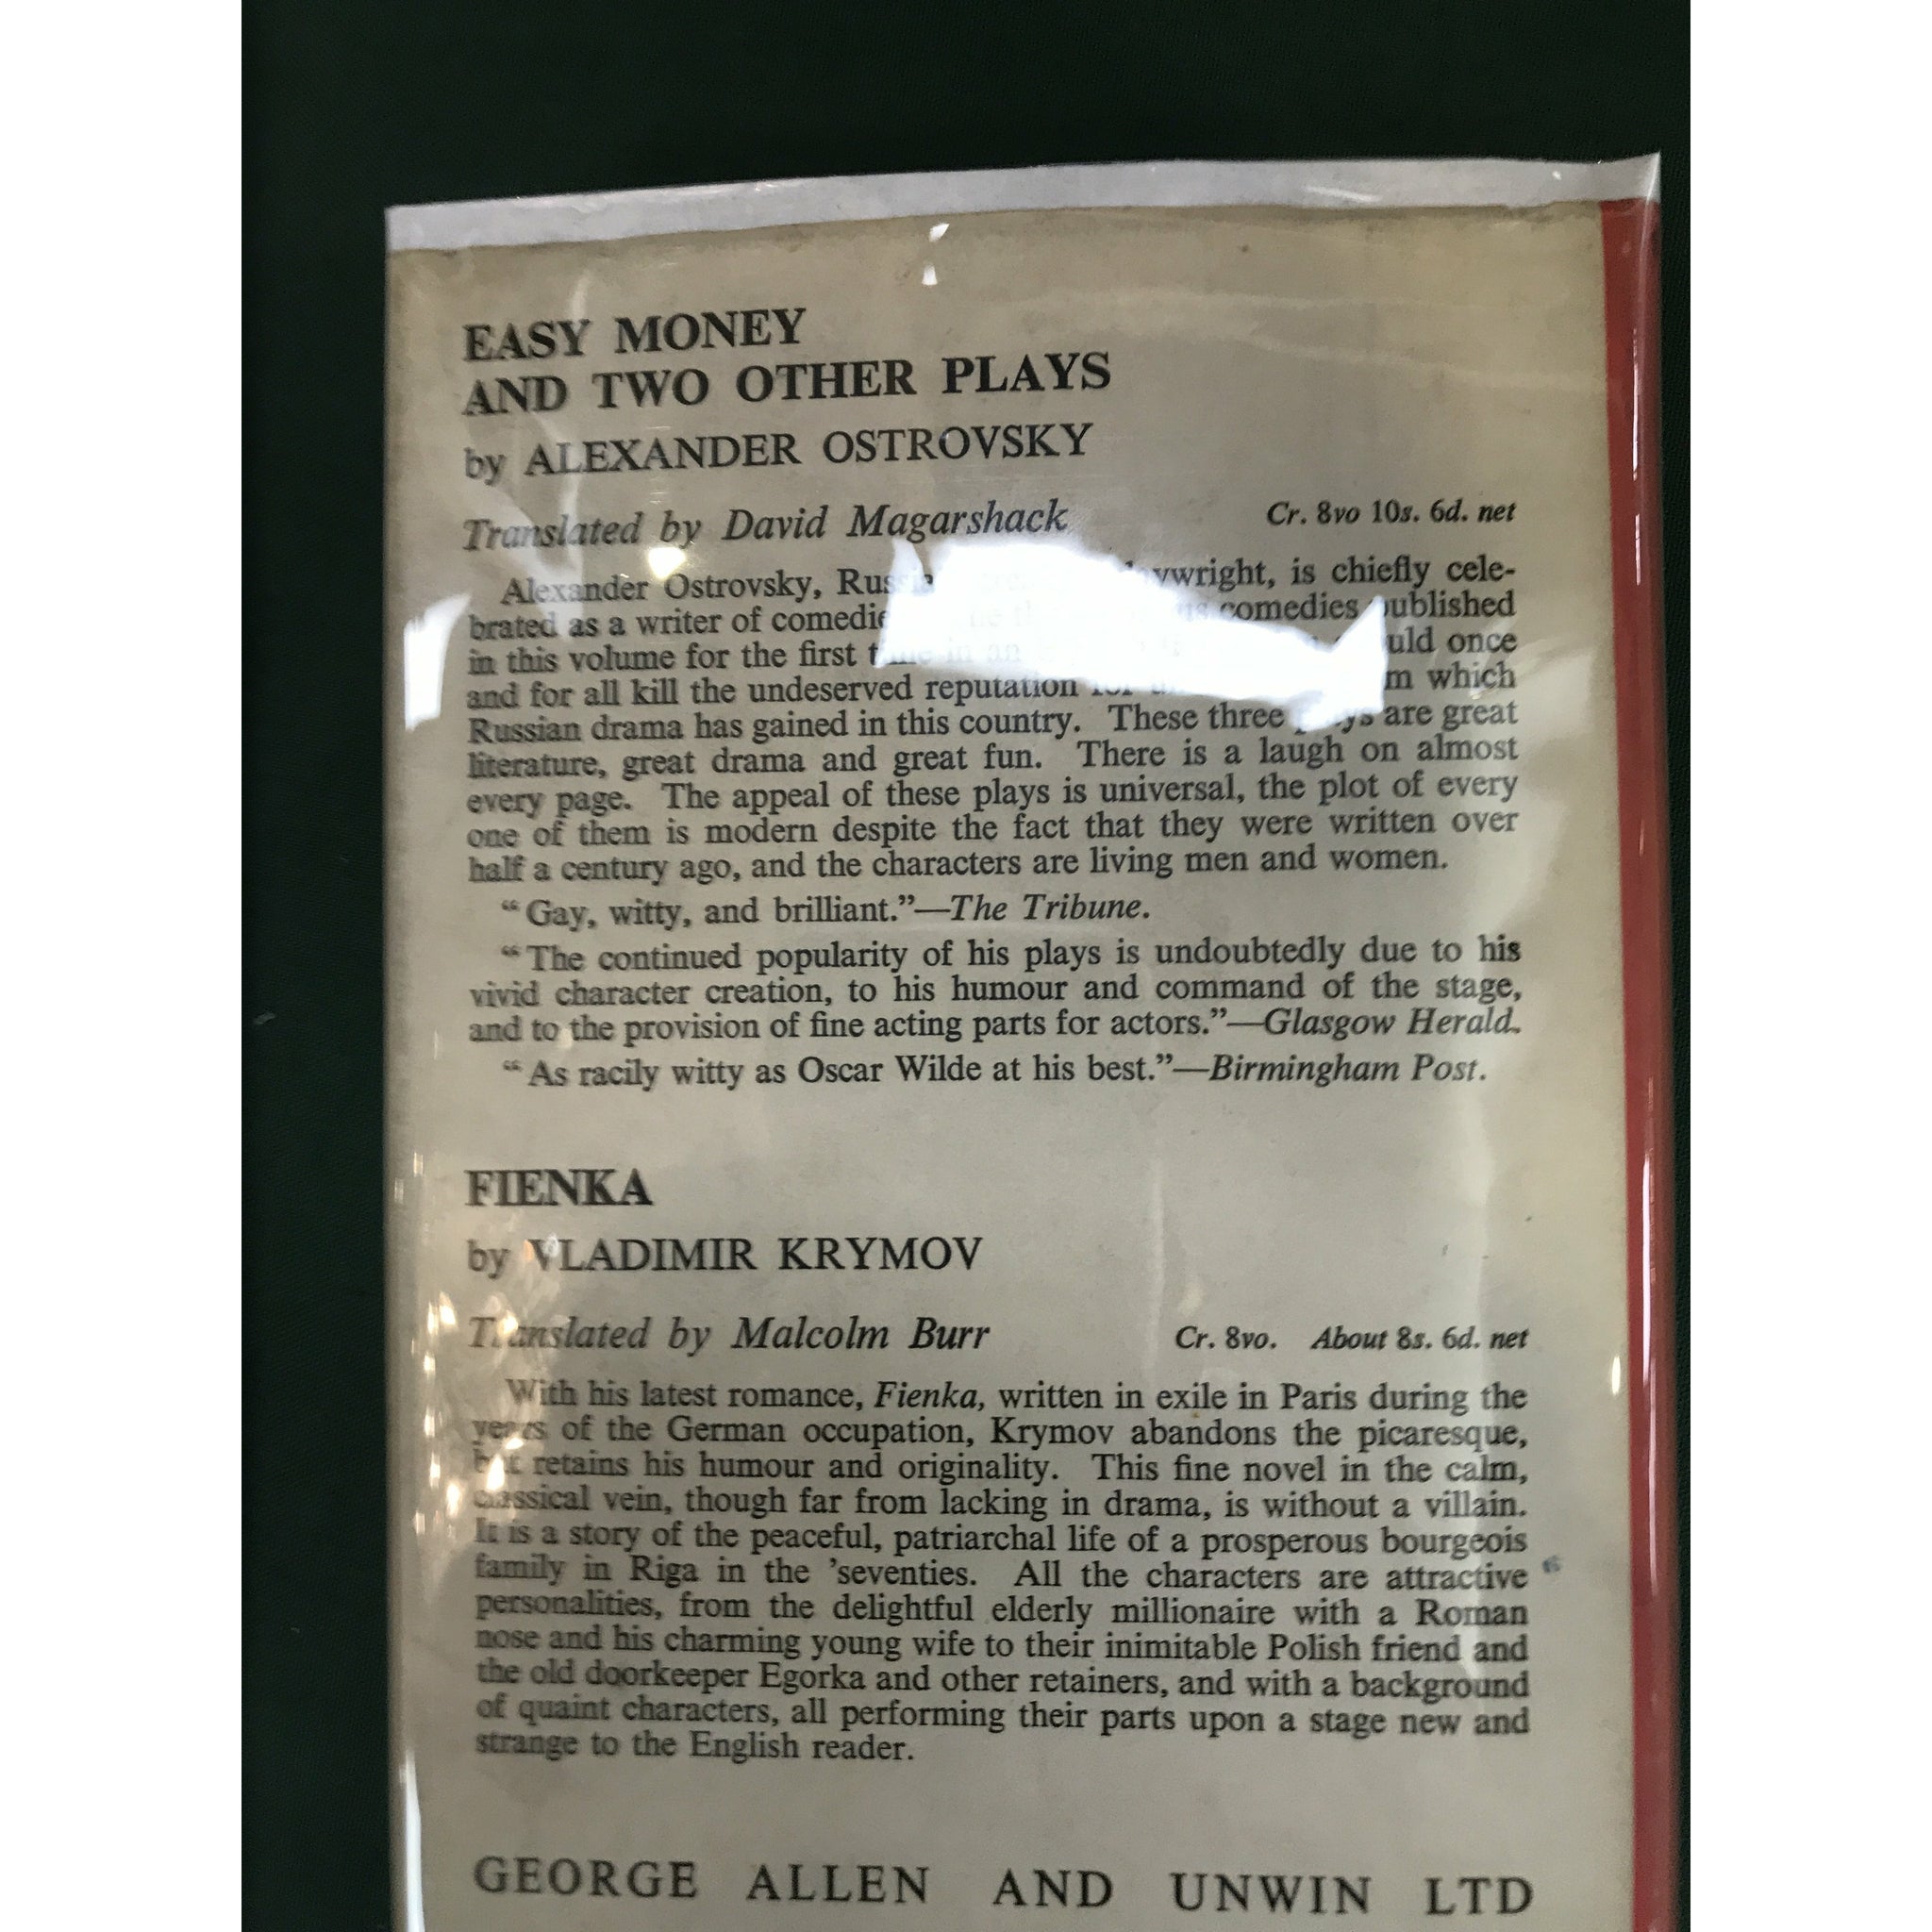 EASY MONEY
AND TWO OTHER PLAYS
by ALEXANDER OSTROVSKY
Translated by David Magarshack Cr. 8vo 10s. 6d. net
Alexander Ostrovsky, is chiefly cele-
brated as a writer of comedies comedies published
in this volume for the first once
and for all kill the undeserved reputation which
Russian drama has gained in this country. These three plays are great
literature, great drama and great fun. There is a laugh on almost
every page. The appeal of these plays is universal, the plot of every
one of them is modern despite the fact that they were written over
half a century ago, and the characters are living men and women.
“Gay, witty, and brilliant.”—The Tribune.
“The continued popularity of his plays is undoubtedly due to his
vivid character creation, to his humour and command of the stage,
and to the provision of fine acting parts for actors.”—Glasgow Herald.
“As racily witty as Oscar Wilde at his best.”—Birmingham Post.
FIENKA
by VLADIMIR KRYMOV
Translated by Malcolm Burr Cr. 8vo. About 8s. 6d. net
With his latest romance, Fienka, written in exile in Paris during the
years of the German occupation, Krymov abandons the picaresque,
but retains his humour and originality. This fine novel in the calm,
classical vein, though far from lacking in drama, is without a villain.
It is a story of the peaceful, patriarchal life of a prosperous bourgeois
family in Riga in the ’seventies. All the characters are attractive
personalities, from the delightful elderly millionaire with a Roman
nose and his charming young wife to their inimitable Polish friend and
the old doorkeeper Egorka and other retainers, and with a background
of quaint characters, all performing their parts upon a stage new and
strange to the English reader.
GEORGE ALLEN AND UNWIN LTD